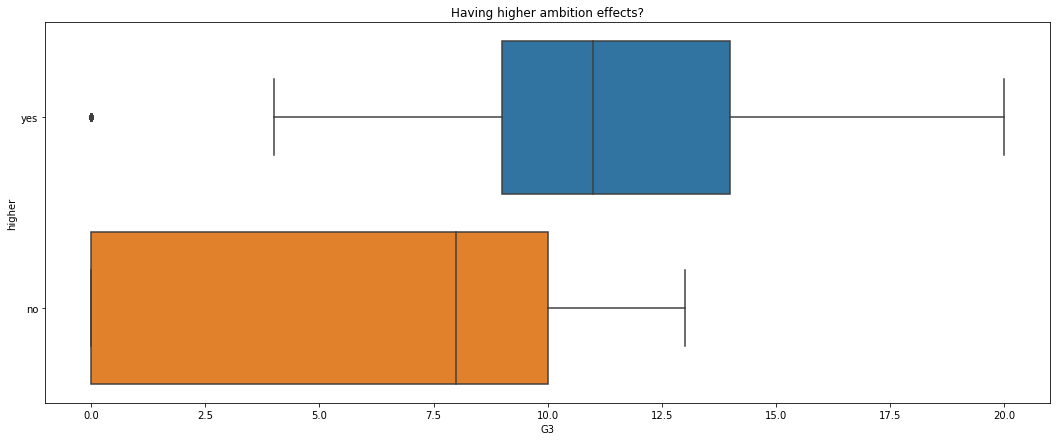 Having higher ambition effects?
yes
higher
no
0.0 2.5 5.0 7.5 10.0 12.5 15.0 17.5 20.0
G3